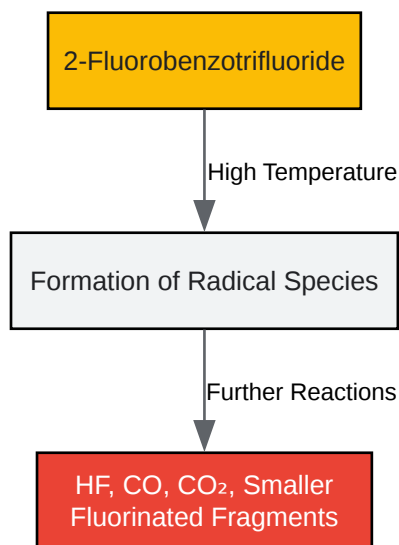 2-Fluorobenzotrifluoride
High Temperature
Formation of Radical Species
Further Reactions
HF, CO, CO₂, Smaller
Fluorinated Fragments